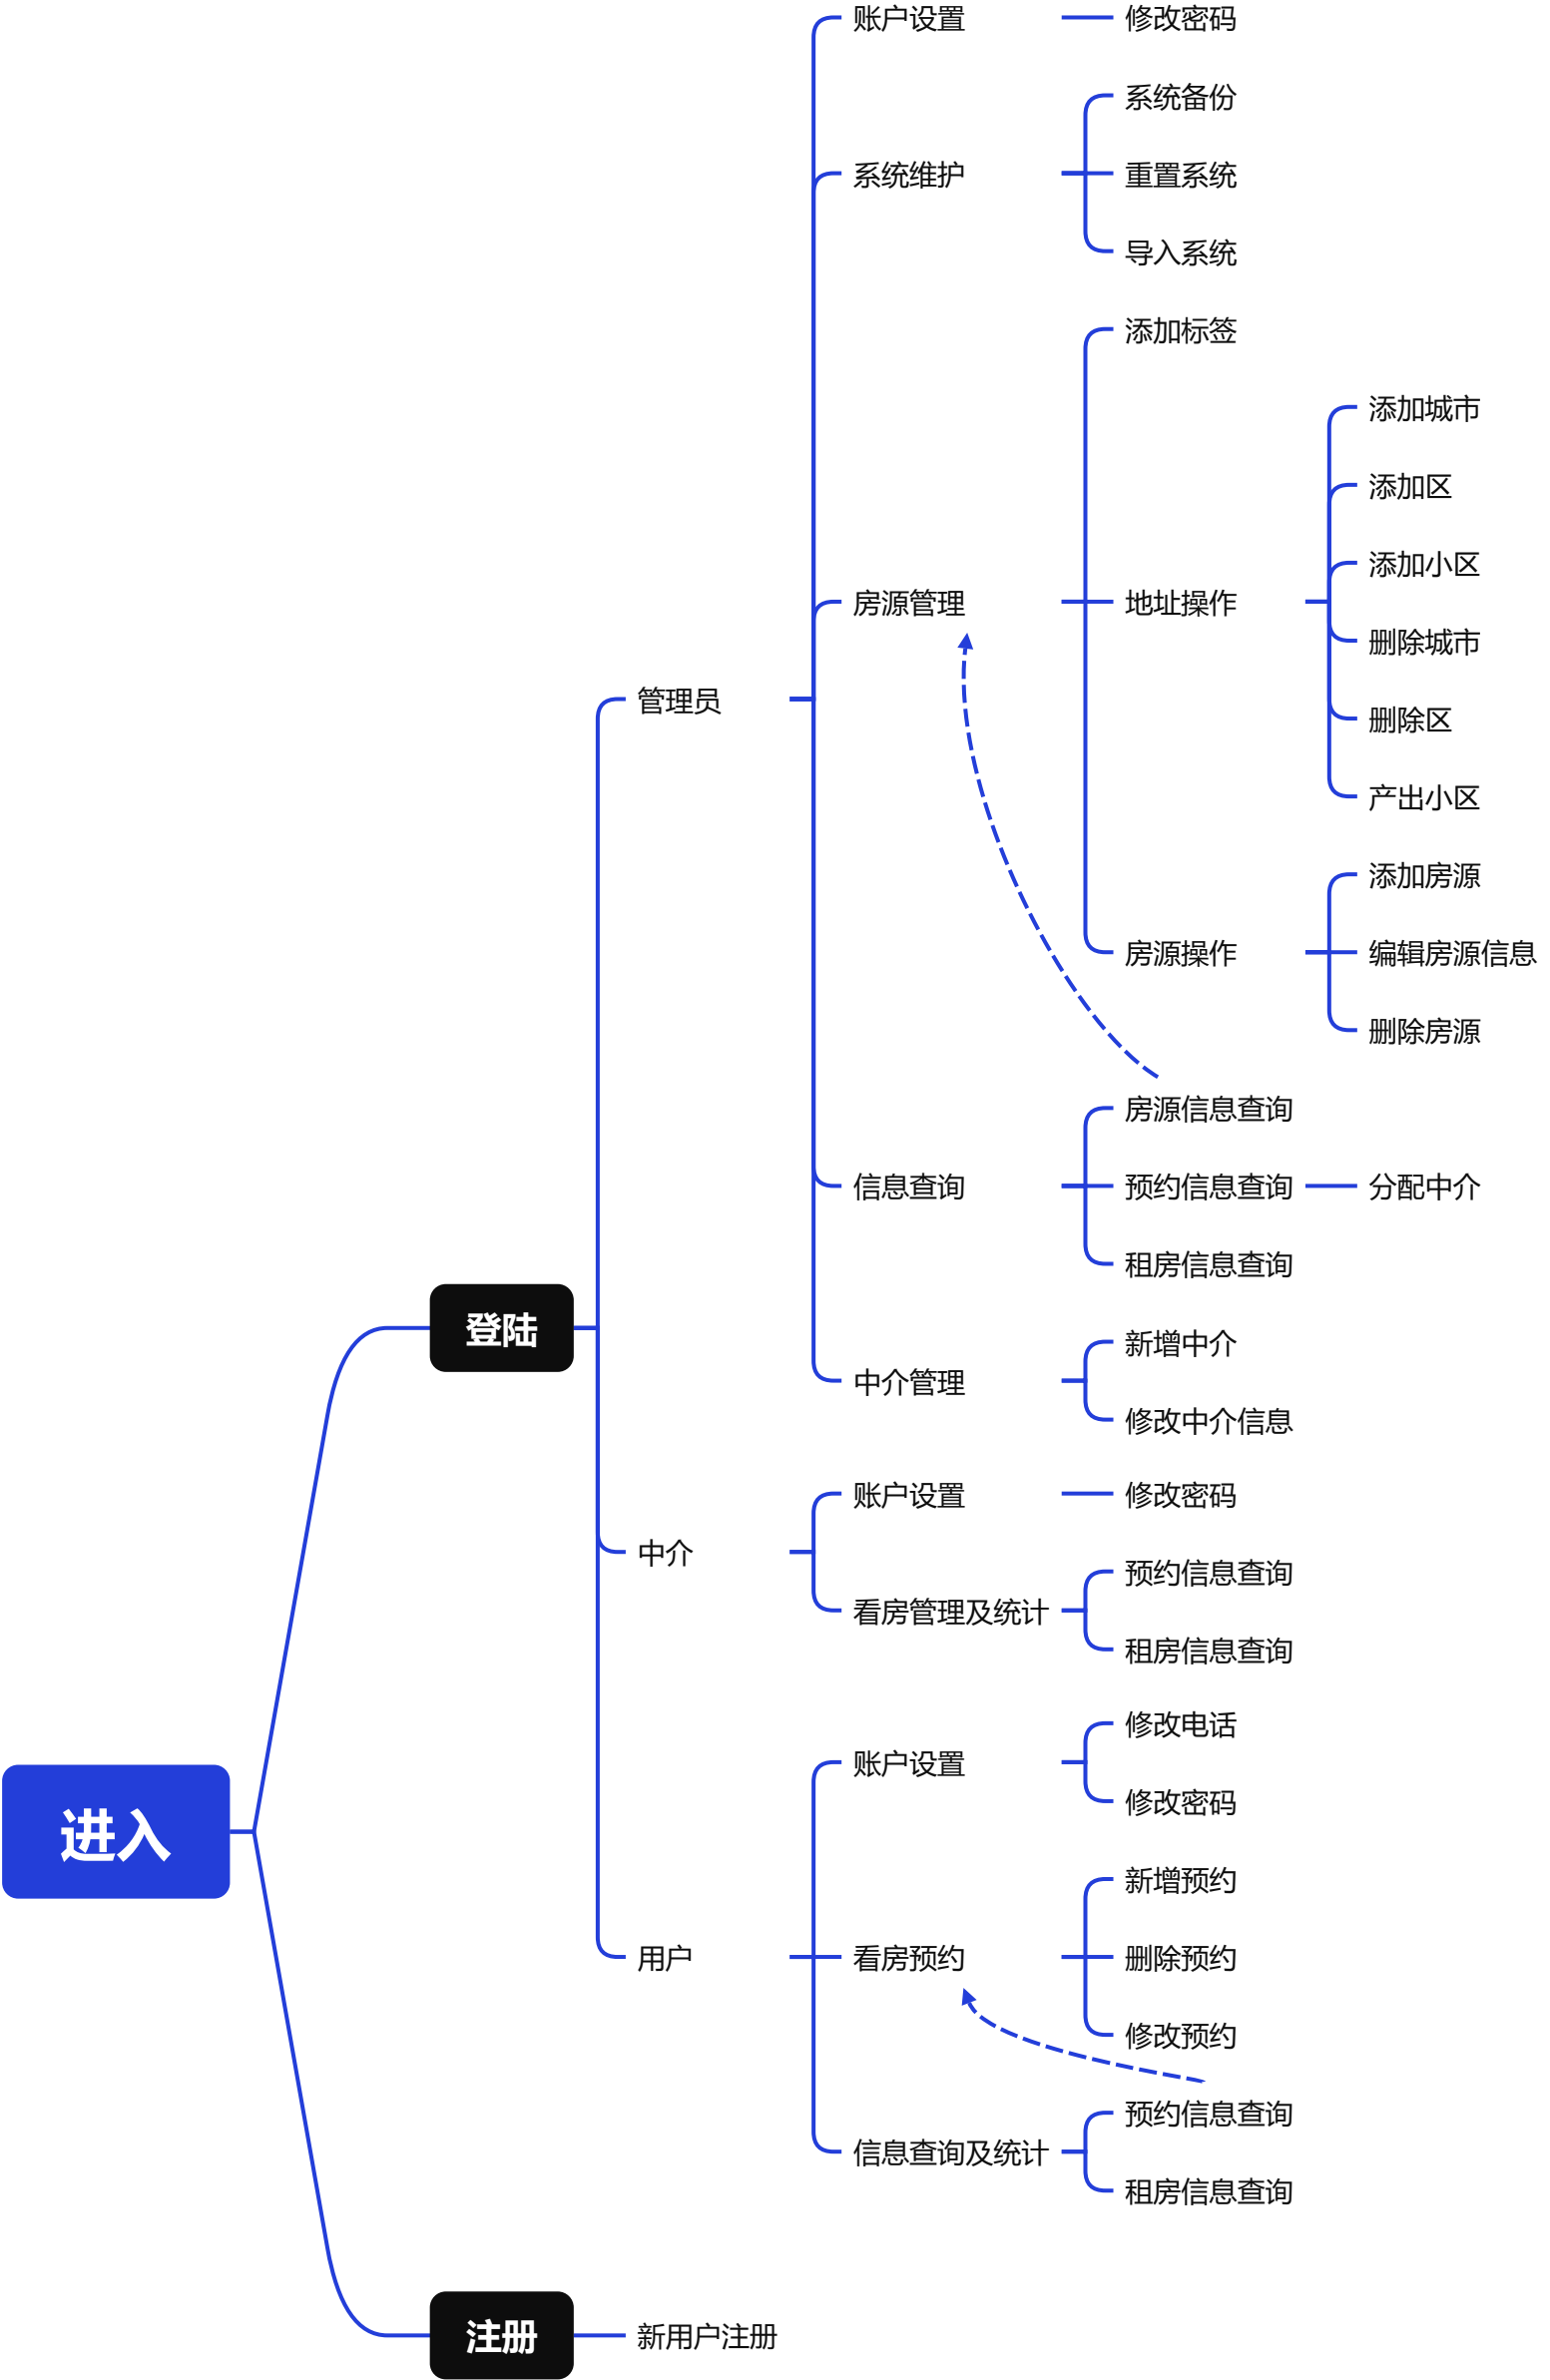 账户设置
修改密码
系统备份
系统维护
重置系统
导入系统
添加标签
添加城市
添加区
添加小区
房源管理
地址操作
删除城市
管理员
删除区
产出小区
添加房源
房源操作
编辑房源信息
删除房源
房源信息查询
信息查询
预约信息查询
分配中介
租房信息查询
登陆
新增中介
中介管理
修改中介信息
账户设置
修改密码
中介
预约信息查询
看房管理及统计
租房信息查询
修改电话
账户设置
修改密码
进入
新增预约
用户
看房预约
删除预约
修改预约
预约信息查询
信息查询及统计
租房信息查询
注册
新用户注册